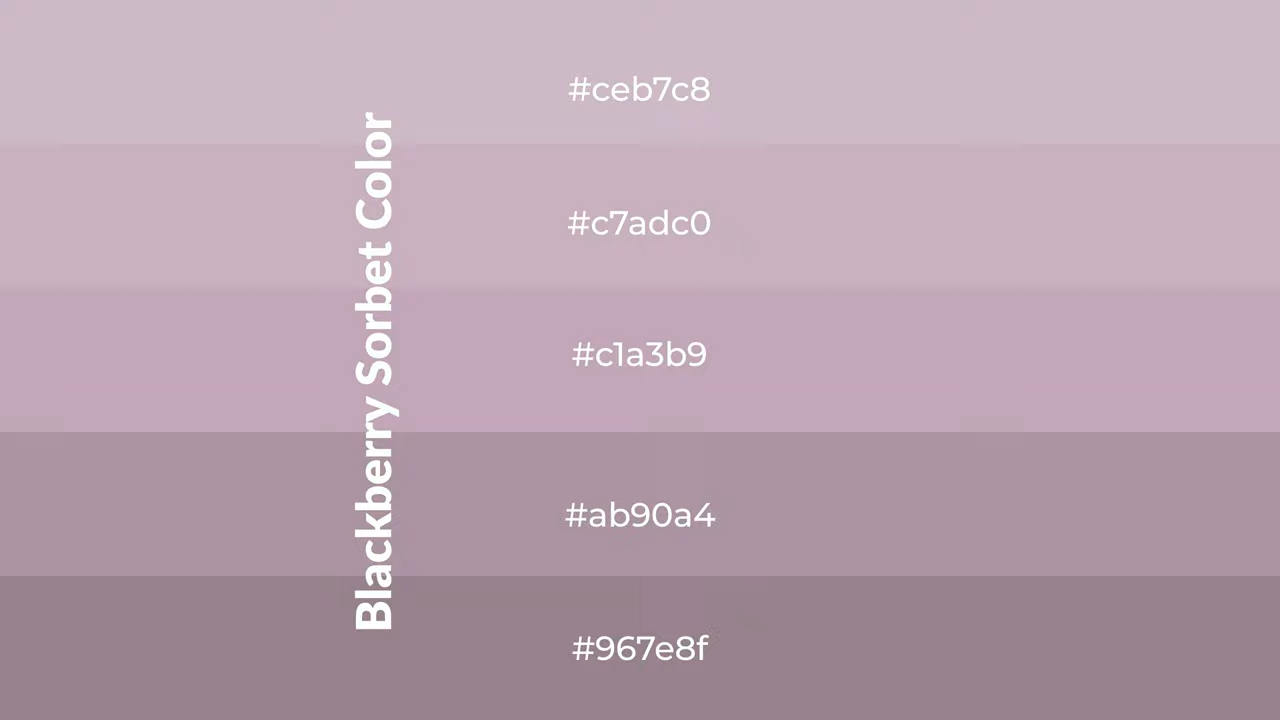 Blackberry Sorbet Color
#ceb7c8
#c7adc0
#c1a3b9
#ab90a4
#967e8f